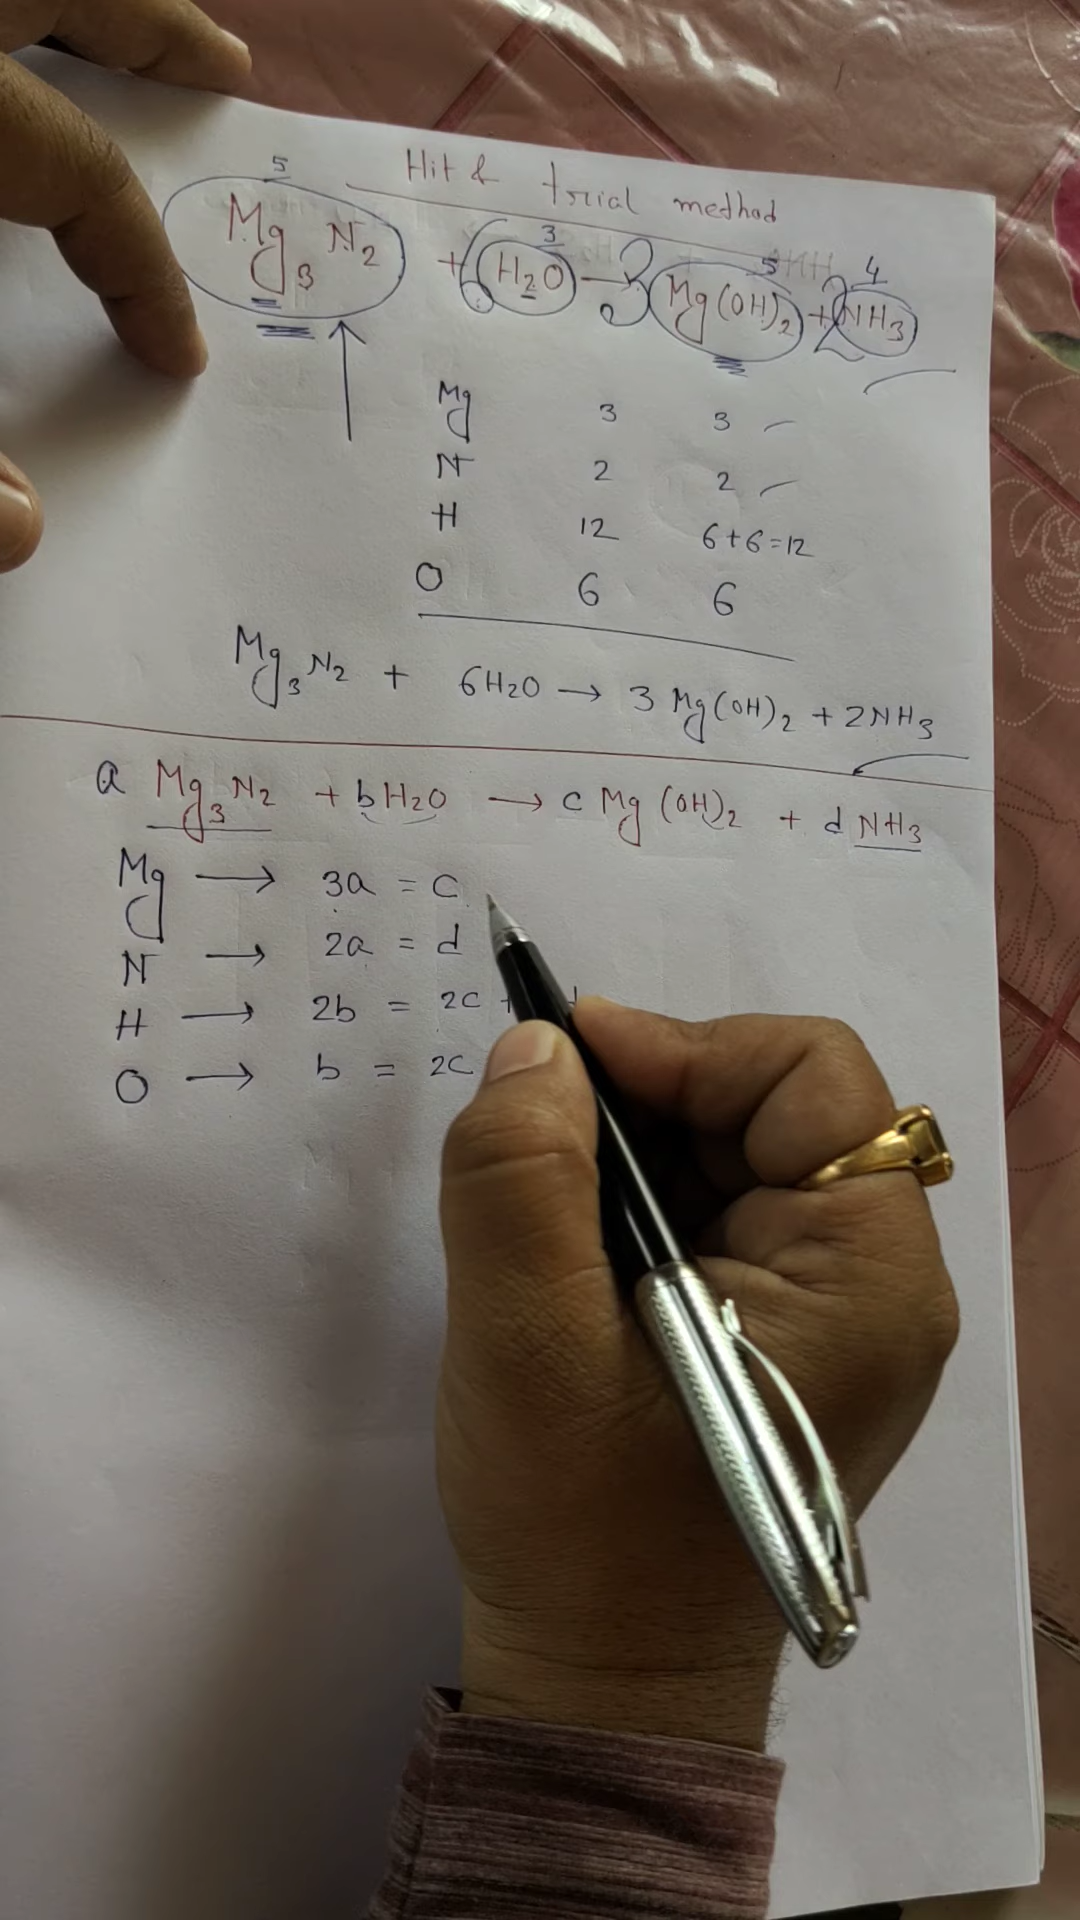 Hit & trial method
5 3 5 4
Mg3N2 + 6 H2O → 3 Mg(OH)2 + 2 NH3
Mg 3 3
N 2 2
H 12 6+6=12
O 6 6
Mg3N2 + 6H2O → 3 Mg(OH)2 + 2NH3
a Mg3N2 + bH2O → c Mg(OH)2 + d NH3
Mg → 3a = c
N → 2a = d
H → 2b = 2c +
O → b = 2c